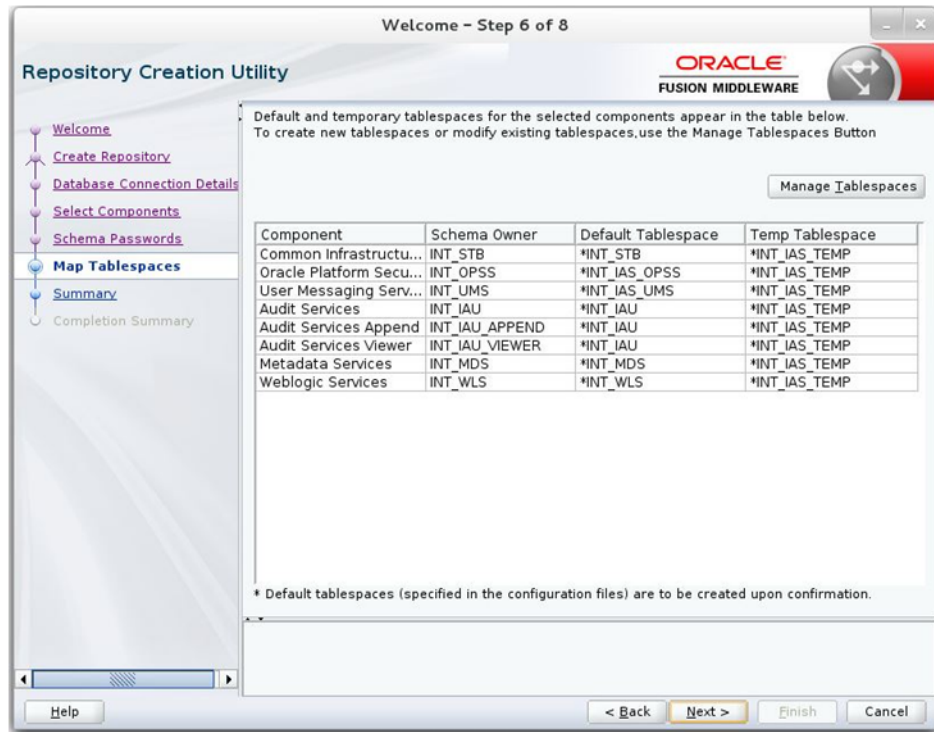 Welcome – Step 6 of 8
Repository Creation Utility
ORACLE
FUSION MIDDLEWARE
Welcome
Create Repository
Database Connection Details
Select Components
Schema Passwords
Map Tablespaces
Summary
Completion Summary
Default and temporary tablespaces for the selected components appear in the table below.
To create new tablespaces or modify existing tablespaces,use the Manage Tablespaces Button
Manage Tablespaces
Component Schema Owner Default Tablespace Temp Tablespace
Common Infrastructu... INT_STB *INT_STB *INT_IAS_TEMP
Oracle Platform Secu... INT_OPSS *INT_IAS_OPSS *INT_IAS_TEMP
User Messaging Serv... INT_UMS *INT_IAS_UMS *INT_IAS_TEMP
Audit Services INT_IAU *INT_IAU *INT_IAS_TEMP
Audit Services Append INT_IAU_APPEND *INT_IAU *INT_IAS_TEMP
Audit Services Viewer INT_IAU_VIEWER *INT_IAU *INT_IAS_TEMP
Metadata Services INT_MDS *INT_MDS *INT_IAS_TEMP
Weblogic Services INT_WLS *INT_WLS *INT_IAS_TEMP
* Default tablespaces (specified in the configuration files) are to be created upon confirmation.
Help
< Back
Next >
Finish
Cancel